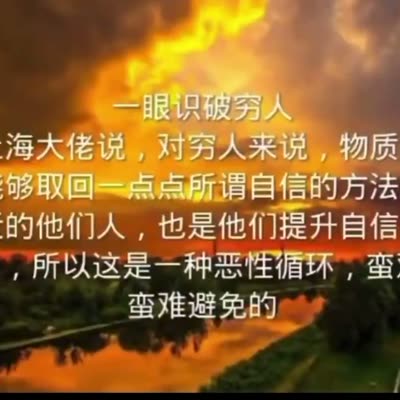 一眼识破穷人
海大佬说，对穷人来说，物质
够取回一点点所谓自信的方法
的他们人，也是他们提升自信
，所以这是一种恶性循环，蛮
蛮难避免的